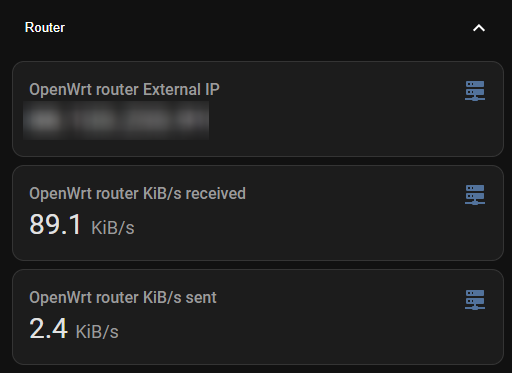 Router
OpenWrt router External IP
OpenWrt router KiB/s received
89.1 KiB/s
OpenWrt router KiB/s sent
2.4 KiB/s